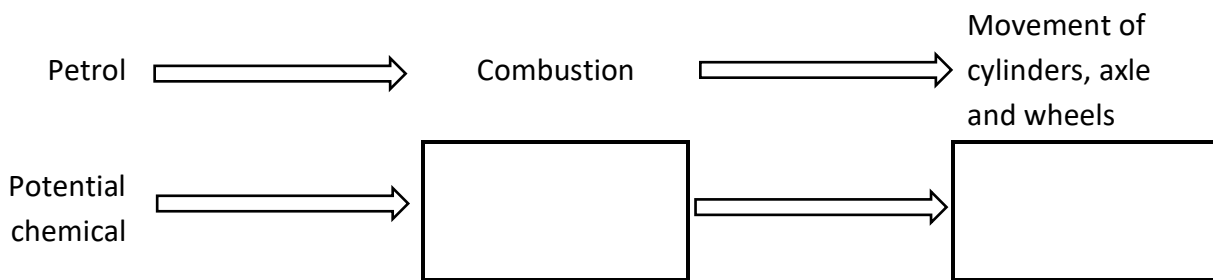 Petrol
Combustion
Movement of
cylinders, axle
and wheels
Potential
chemical